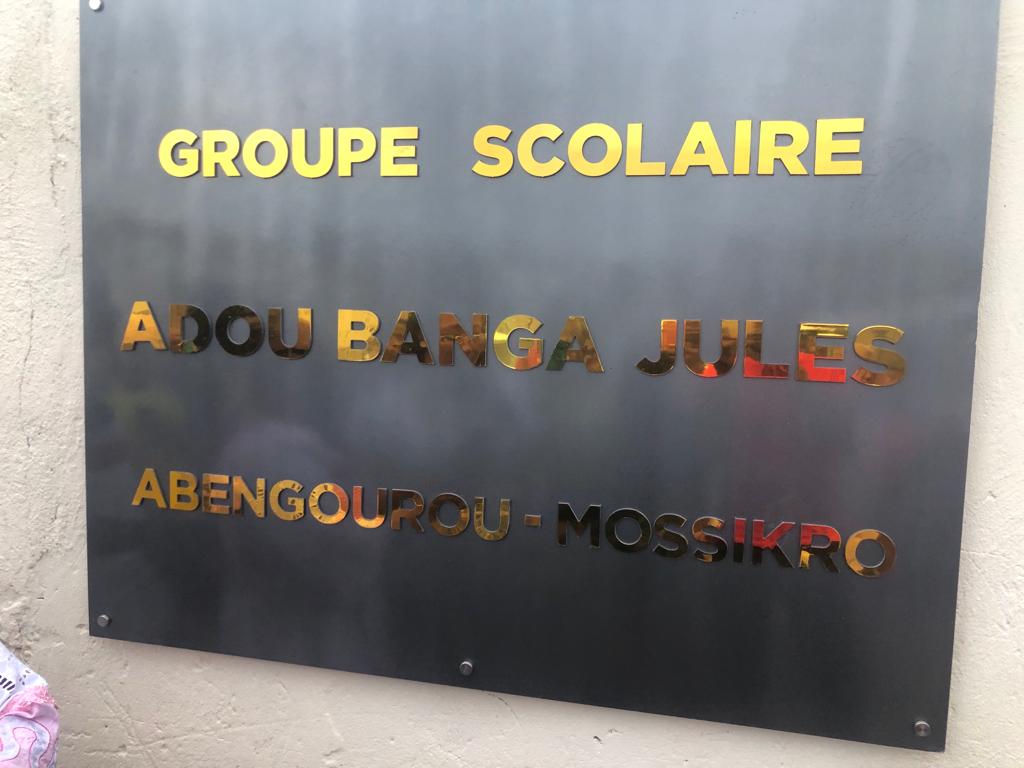 GROUPE SCOLAIRE
ADOU BANGA JULES
ABENGOUROU - MOSSIKRO